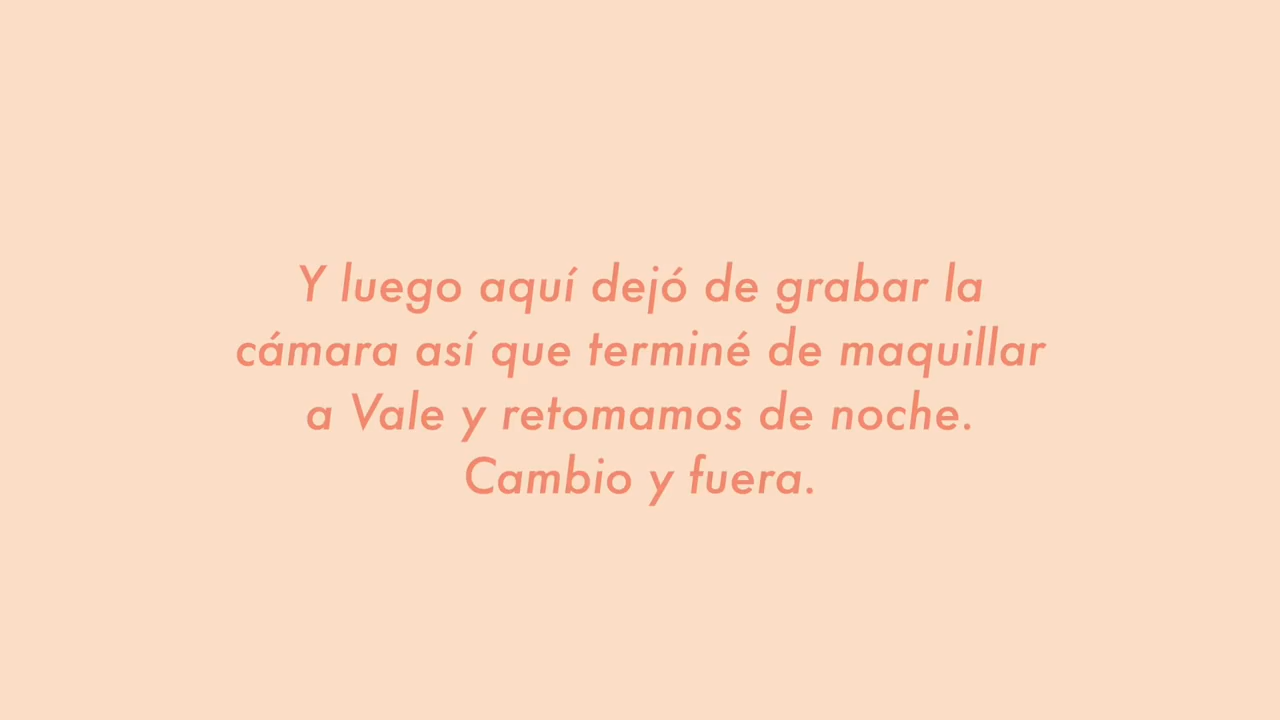 Y luego aquí dejó de grabar la
cámara así que terminé de maquillar
a Vale y retomamos de noche.
Cambio y fuera.